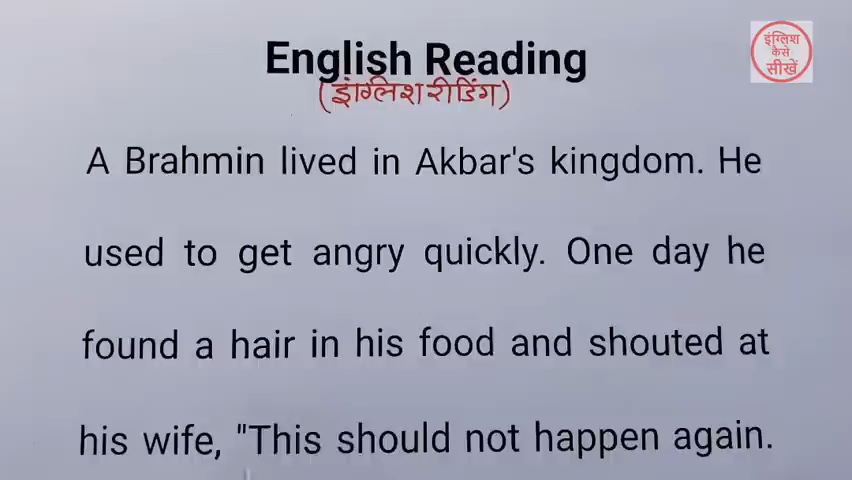 English Reading
(इंग्लिश रीडिंग)
इंग्लिश
कैसे
सीखें
A Brahmin lived in Akbar's kingdom. He
used to get angry quickly. One day he
found a hair in his food and shouted at
his wife, "This should not happen again.